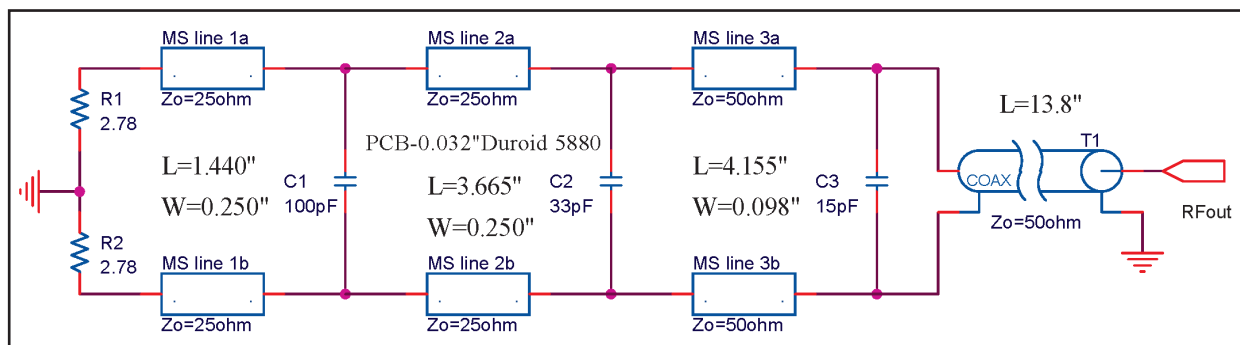 MS line 1a
MS line 2a
MS line 3a
Zo=25ohm
Zo=25ohm
Zo=50ohm
R1
2.78
L=13.8"
PCB-0.032"Duroid 5880
T1
L=1.440"
W=0.250"
C1
100pF
L=3.665"
W=0.250"
C2
33pF
L=4.155"
W=0.098"
C3
15pF
COAX
Zo=50ohm
RFout
R2
2.78
MS line 1b
MS line 2b
MS line 3b
Zo=25ohm
Zo=25ohm
Zo=50ohm